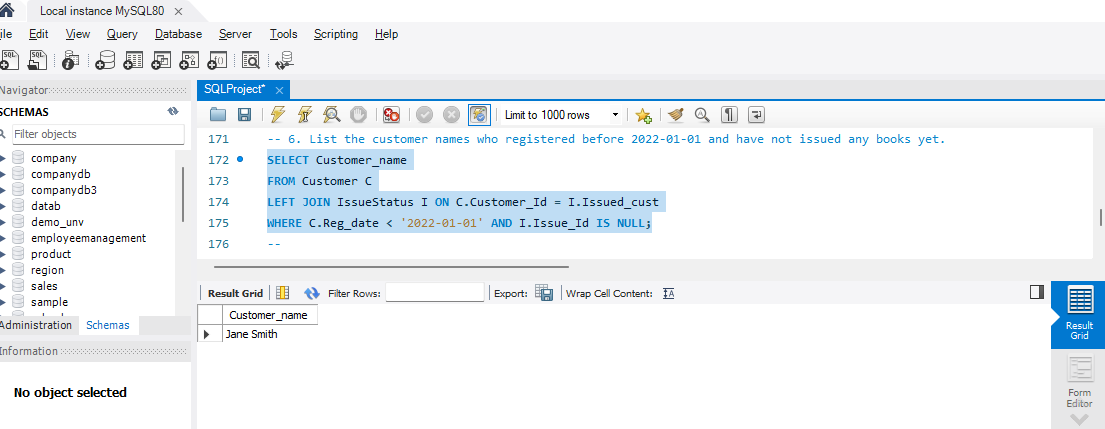 Local instance MySQL80 ×
ile Edit View Query Database Server Tools Scripting Help
Navigator
SCHEMAS
Filter objects
company
companydb
companydb3
datab
demo_unv
employeemanagement
product
region
sales
sample
Administration Schemas
Information
No object selected
SQLProject* ×
Limit to 1000 rows
171 -- 6. List the customer names who registered before 2022-01-01 and have not issued any books yet.
172 SELECT Customer_name
173 FROM Customer C
174 LEFT JOIN IssueStatus I ON C.Customer_Id = I.Issued_cust
175 WHERE C.Reg_date < '2022-01-01' AND I.Issue_Id IS NULL;
176 --
Result Grid Filter Rows: Export: Wrap Cell Content:
Customer_name
Jane Smith
Result
Grid
Form
Editor